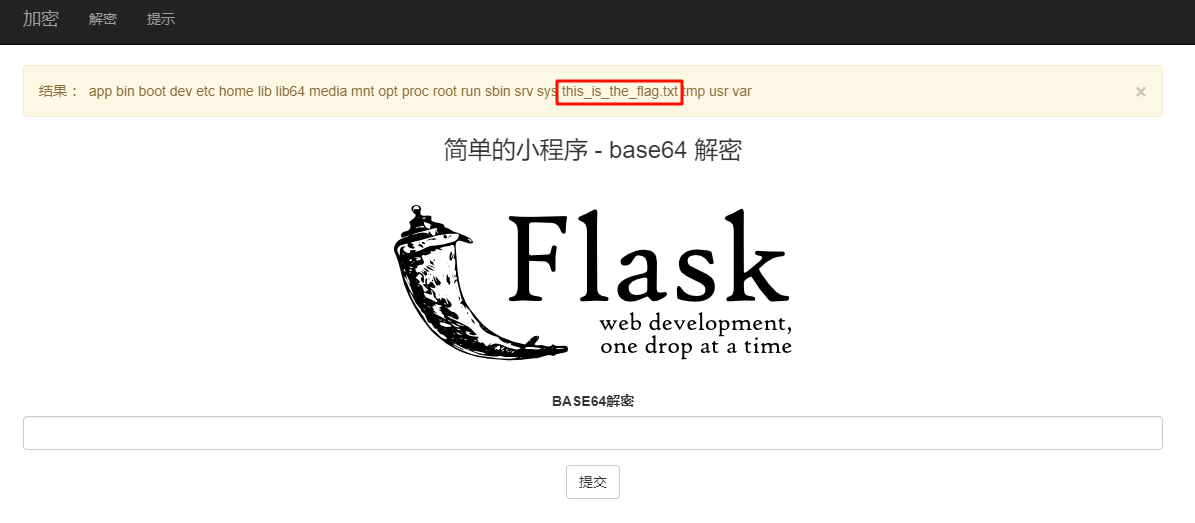 加密 解密 提示
结果： app bin boot dev etc home lib lib64 media mnt opt proc root run sbin srv sys this_is_the_flag.txt tmp usr var ×
简单的小程序 - base64 解密
Flask
web development,
one drop at a time
BASE64解密
提交